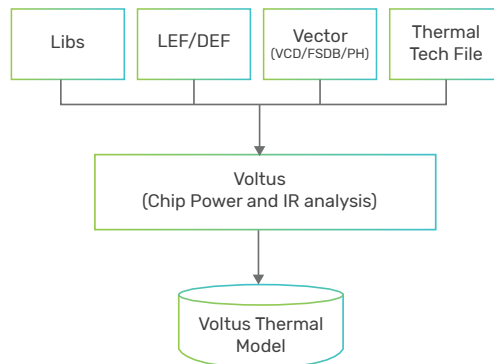 Libs
LEF/DEF
Vector
(VCD/FSDB/PH)
Thermal
Tech File
Voltus
(Chip Power and IR analysis)
Voltus Thermal
Model